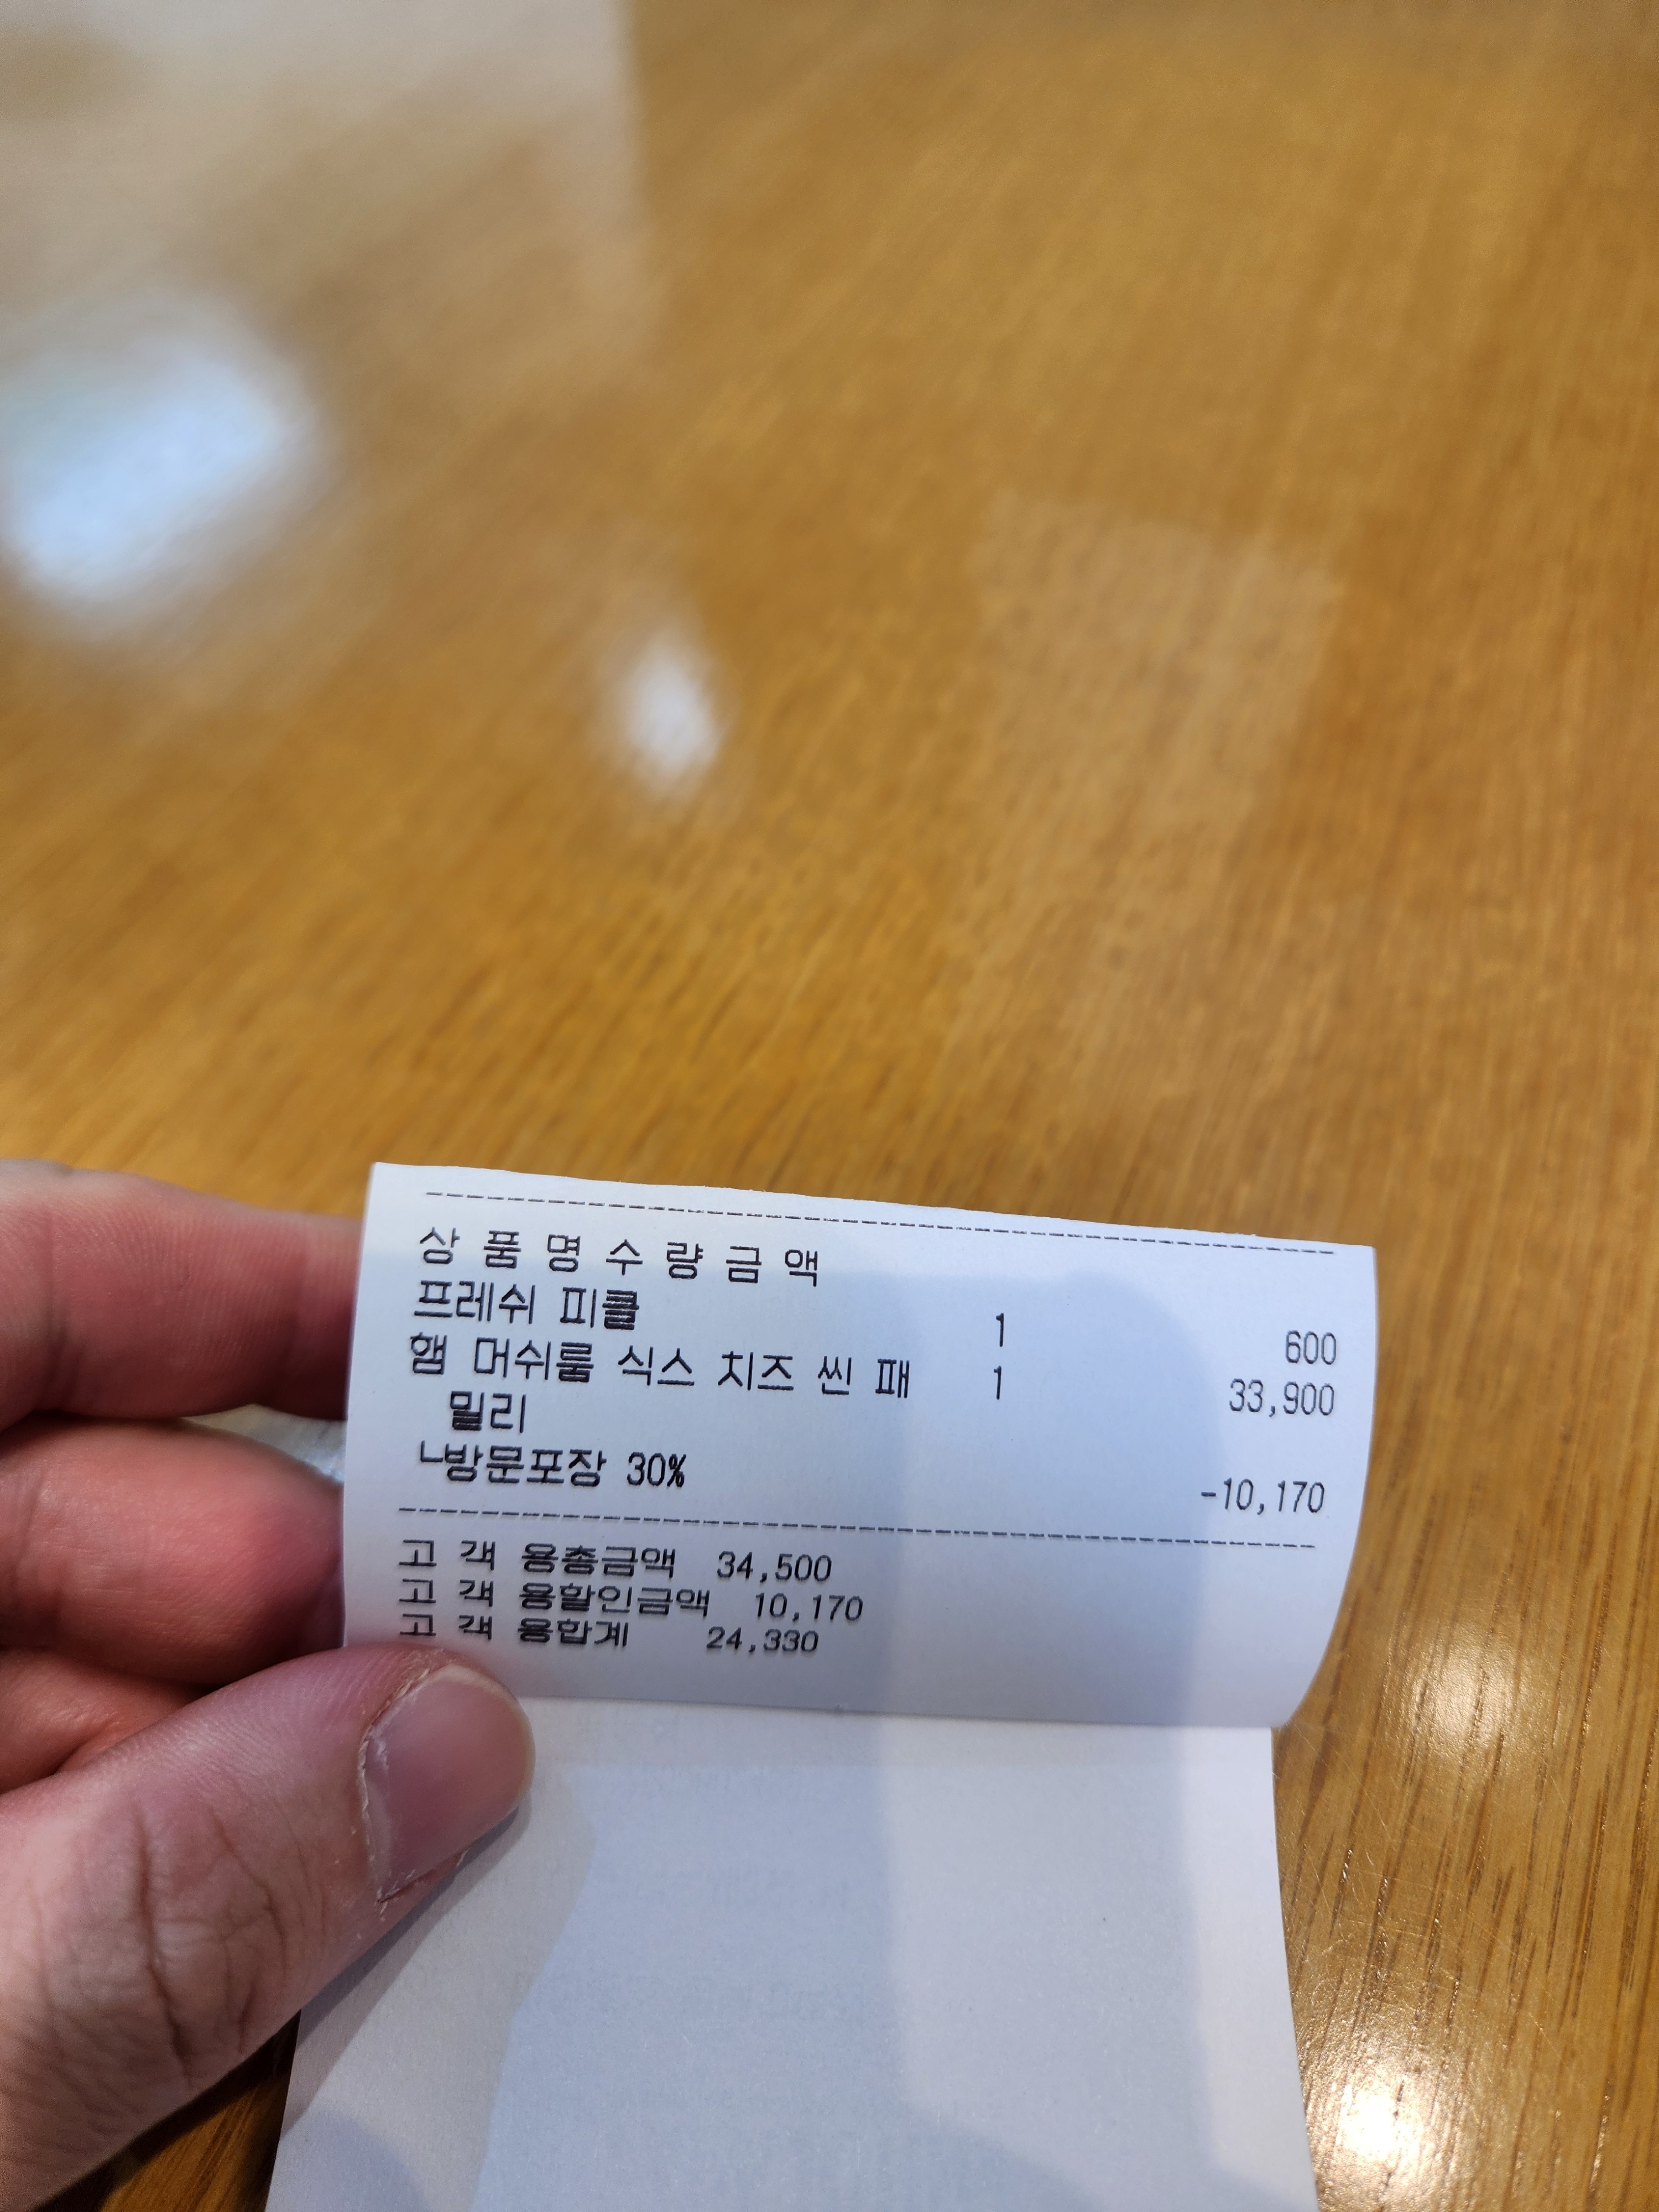 상 품 명 수 량 금 액
프레쉬 피클 1 600
햄 머쉬룸 식스 치즈 씬 패 1 33,900
밀리
└방문포장 30% -10,170
고 객 용총금액 34,500
고 객 용할인금액 10,170
고 객 용합계 24,330